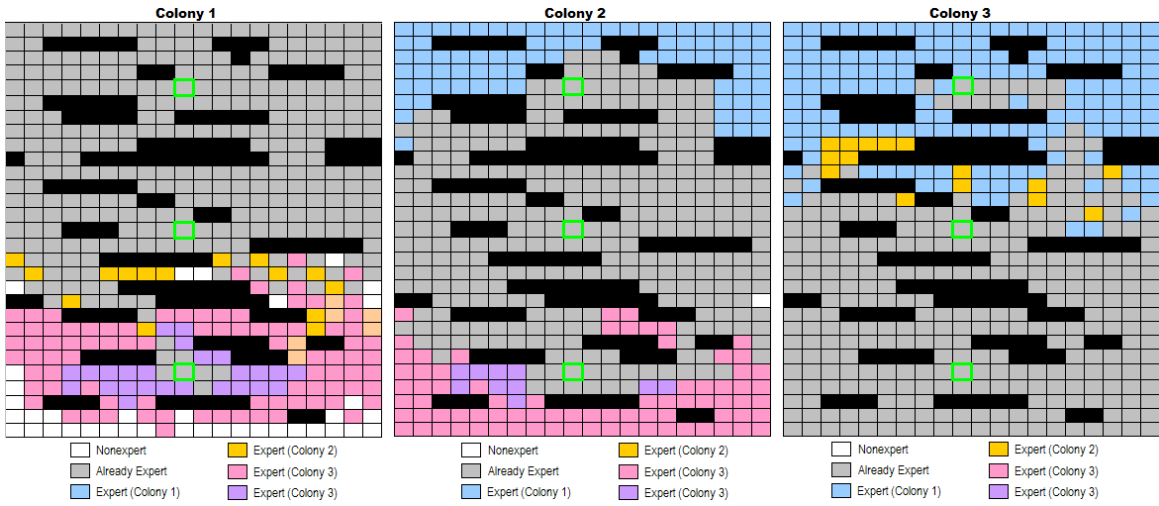 Colony 1 Colony 2 Colony 3
Nonexpert Expert (Colony 2) Nonexpert Expert (Colony 2) Nonexpert Expert (Colony 2)
Already Expert Expert (Colony 3) Already Expert Expert (Colony 3) Already Expert Expert (Colony 3)
Expert (Colony 1) Expert (Colony 3) Expert (Colony 1) Expert (Colony 3) Expert (Colony 1) Expert (Colony 3)